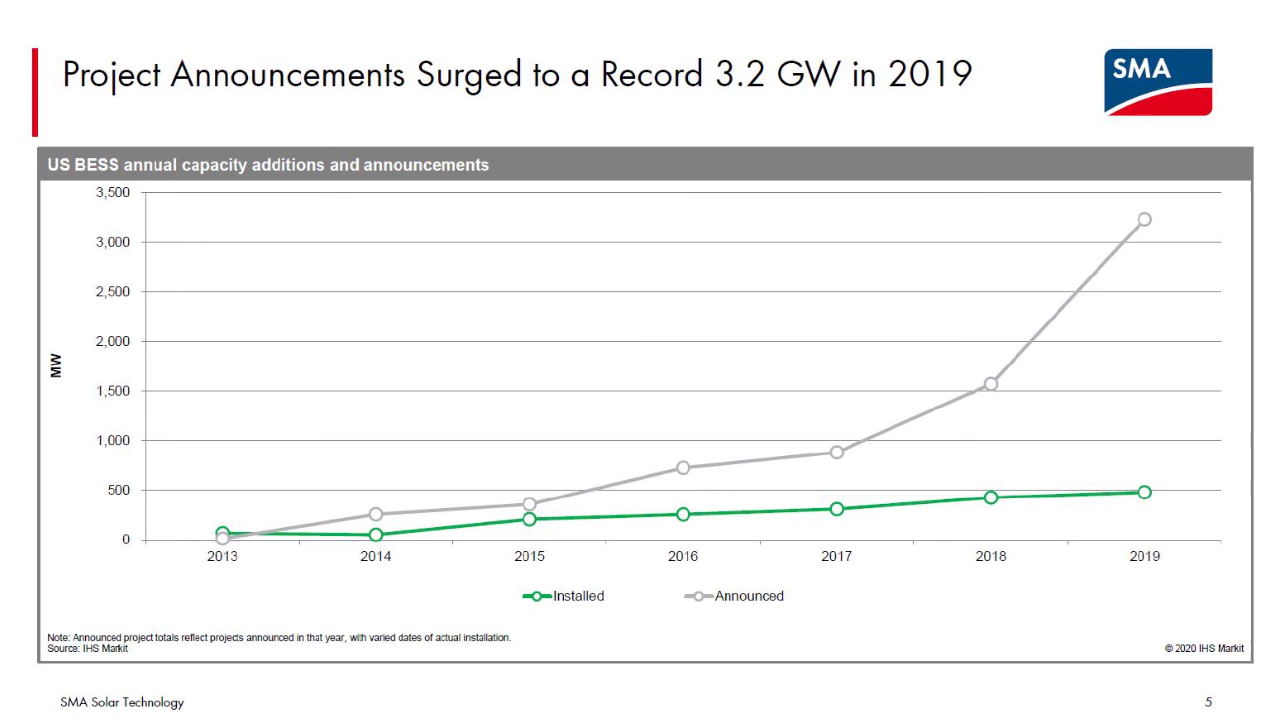 Project Announcements Surged to a Record 3.2 GW in 2019
SMA
US BESS annual capacity additions and announcements
MW
3,500
3,000
2,500
2,000
1,500
1,000
500
0
2013 2014 2015 2016 2017 2018 2019
Installed Announced
Note: Announced project totals reflect projects announced in that year, with varied dates of actual installation.
Source: IHS Markit © 2020 IHS Markit
SMA Solar Technology 5